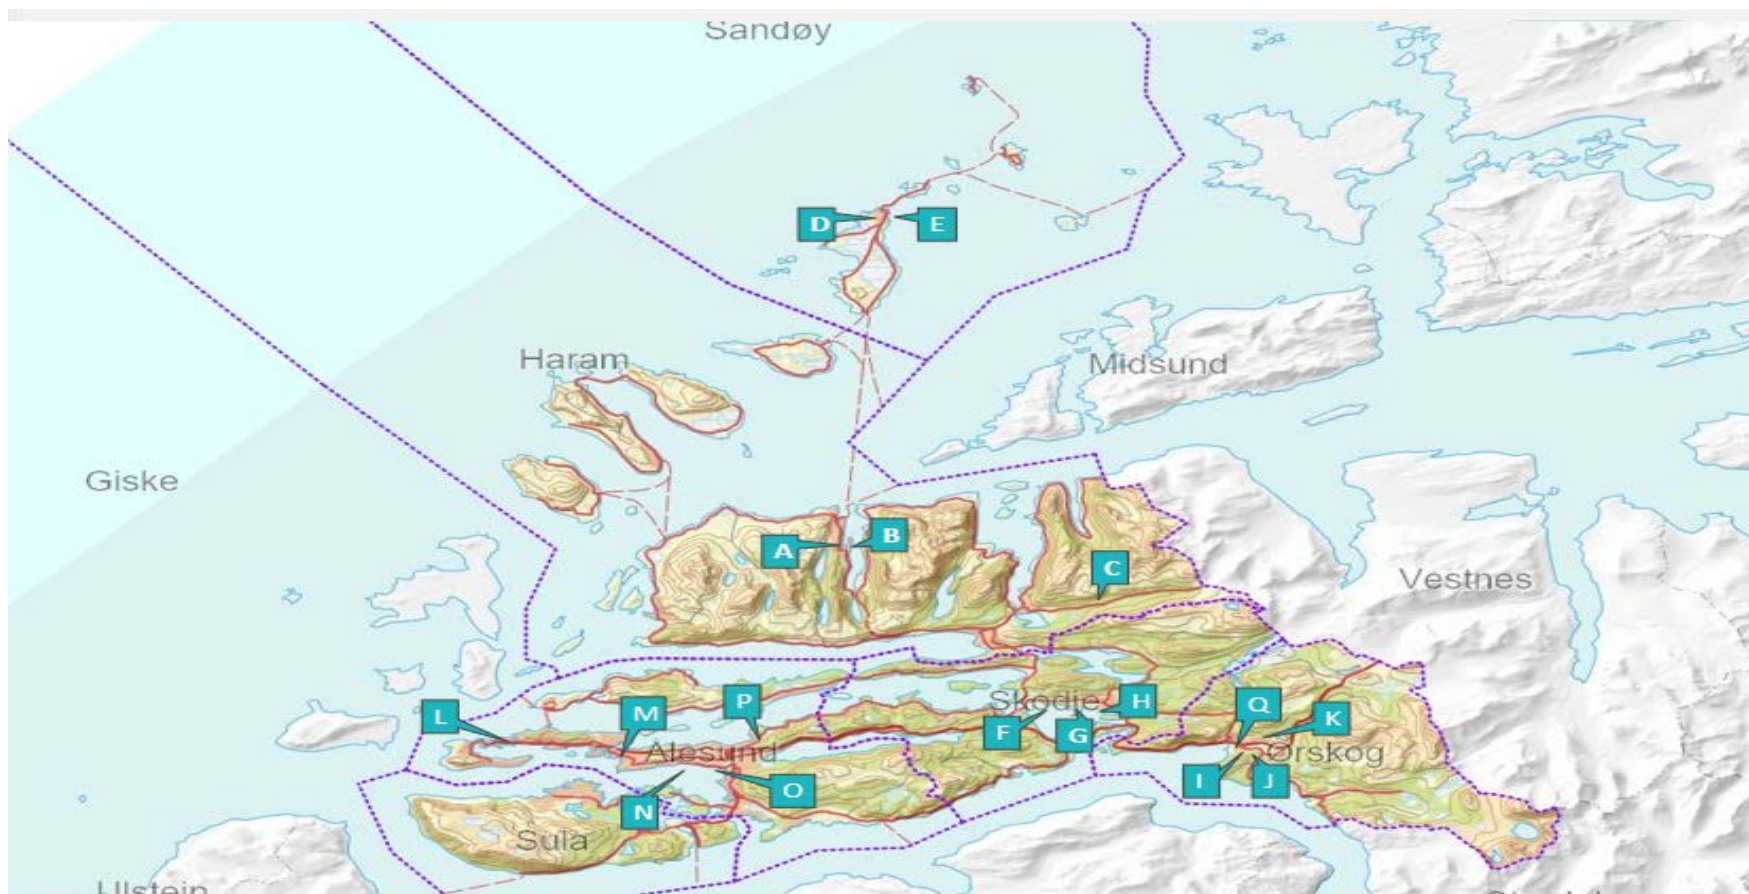 Sandøy
D
E
Haram
Midsund
Giske
A
B
C
Vestnes
L
M
P
Skodje
H
Q
K
F
G
Ålesund
Ørskog
I
J
O
N
Sula
Ulstein